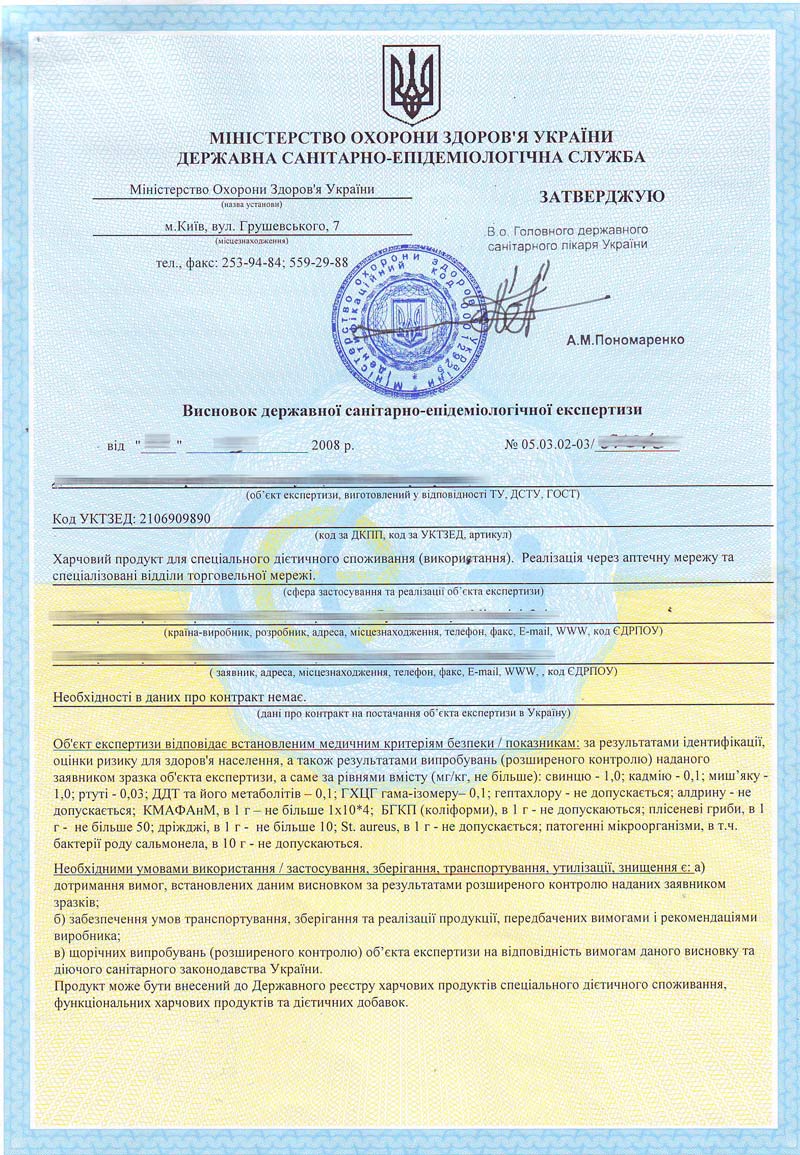 МІНІСТЕРСТВО ОХОРОНИ ЗДОРОВ'Я УКРАЇНИ
ДЕРЖАВНА САНІТАРНО-ЕПІДЕМІОЛОГІЧНА СЛУЖБА
Міністерство Охорони Здоров'я України
(назва установи)
м.Київ, вул. Грушевського, 7
(місцезнаходження)
тел., факс: 253-94-84; 559-29-88
ЗАТВЕРДЖУЮ
В.о. Головного державного
санітарного лікаря України
А.М.Пономаренко
Міністерство охорони здоров'я України
Ідентифікаційний код
Висновок державної санітарно-епідеміологічної експертизи
від " " 2008 р. № 05.03.02-03/
(об’єкт експертизи, виготовлений у відповідності ТУ, ДСТУ, ГОСТ)
Код УКТЗЕД: 2106909890
(код за ДКПП, код за УКТЗЕД, артикул)
Харчовий продукт для спеціального дієтичного споживання (використання). Реалізація через аптечну мережу та
спеціалізовані відділи торговельної мережі.
(сфера застосування та реалізації об’єкта експертизи)
(країна-виробник, розробник, адреса, місцезнаходження, телефон, факс, E-mail, WWW, код ЄДРПОУ)
( заявник, адреса, місцезнаходження, телефон, факс, E-mail, WWW, , код ЄДРПОУ)
Необхідності в даних про контракт немає.
(дані про контракт на постачання об’єкта експертизи в Україну)
Об'єкт експертизи відповідає встановленим медичним критеріям безпеки / показникам: за результатами ідентифікації,
оцінки ризику для здоров'я населення, а також результатами випробувань (розширеного контролю) наданого
заявником зразка об'єкта експертизи, а саме за рівнями вмісту (мг/кг, не більше): свинцю - 1,0; кадмію - 0,1; миш’яку -
1,0; ртуті - 0,03; ДДТ та його метаболітів – 0,1; ГХЦГ гама-ізомеру– 0,1; гептахлору - не допускається; алдрину - не
допускається; КМАФАнМ, в 1 г – не більше 1х10*4; БГКП (коліформи), в 1 г - не допускаються; плісеневі гриби, в 1
г - не більше 50; дріжджі, в 1 г - не більше 10; St. aureus, в 1 г - не допускається; патогенні мікроорганізми, в т.ч.
бактерії роду сальмонела, в 10 г - не допускаються.
Необхідними умовами використання / застосування, зберігання, транспортування, утилізації, знищення є: а)
дотримання вимог, встановлених даним висновком за результатами розширеного контролю наданих заявником
зразків;
б) забезпечення умов транспортування, зберігання та реалізації продукції, передбачених вимогами і рекомендаціями
виробника;
в) щорічних випробувань (розширеного контролю) об’єкта експертизи на відповідність вимогам даного висновку та
діючого санітарного законодавства України.
Продукт може бути внесений до Державного реєстру харчових продуктів спеціального дієтичного споживання,
функціональних харчових продуктів та дієтичних добавок.